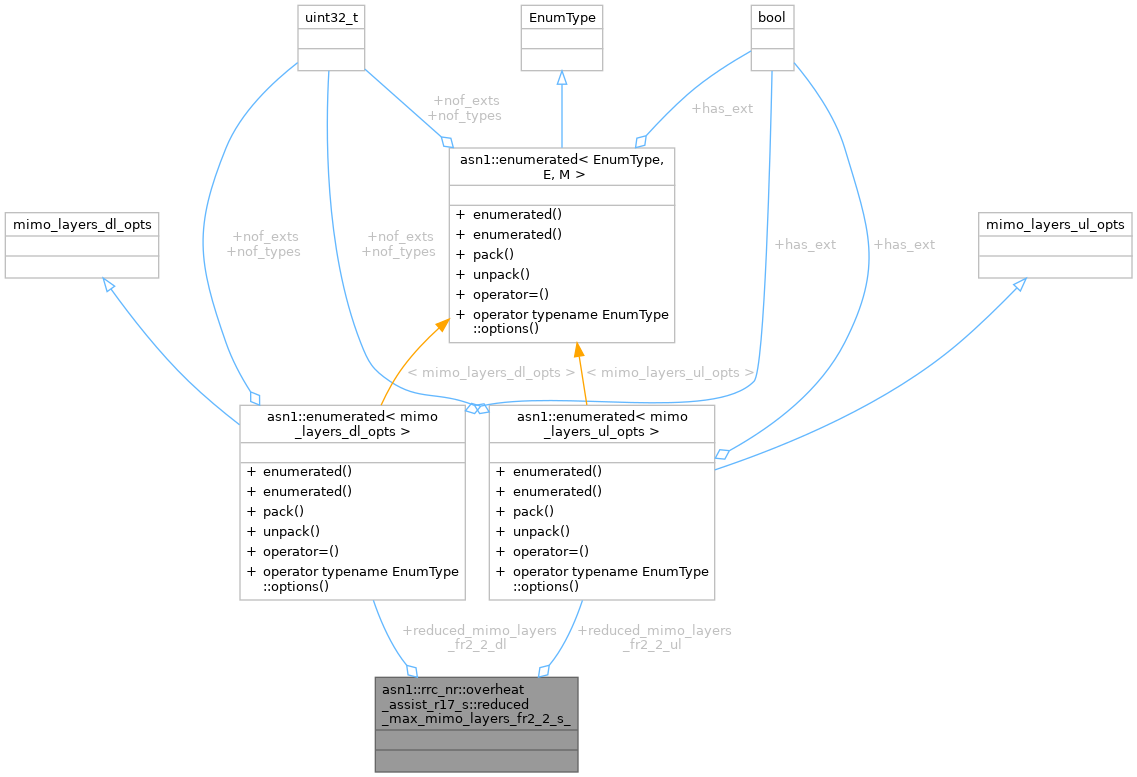 uint32_t
EnumType
bool
+nof_exts
+nof_types
+has_ext
asn1::enumerated< EnumType,
E, M >
+ enumerated()
+ enumerated()
+ pack()
+ unpack()
+ operator=()
+ operator typename EnumType
::options()
mimo_layers_dl_opts
mimo_layers_ul_opts
+nof_exts
+nof_types
+nof_exts
+nof_types
+has_ext
+has_ext
< mimo_layers_dl_opts >
< mimo_layers_ul_opts >
asn1::enumerated< mimo
_layers_dl_opts >
+ enumerated()
+ enumerated()
+ pack()
+ unpack()
+ operator=()
+ operator typename EnumType
::options()
asn1::enumerated< mimo
_layers_ul_opts >
+ enumerated()
+ enumerated()
+ pack()
+ unpack()
+ operator=()
+ operator typename EnumType
::options()
+reduced_mimo_layers
_fr2_2_dl
+reduced_mimo_layers
_fr2_2_ul
asn1::rrc_nr::overheat
_assist_r17_s::reduced
_max_mimo_layers_fr2_2_s_